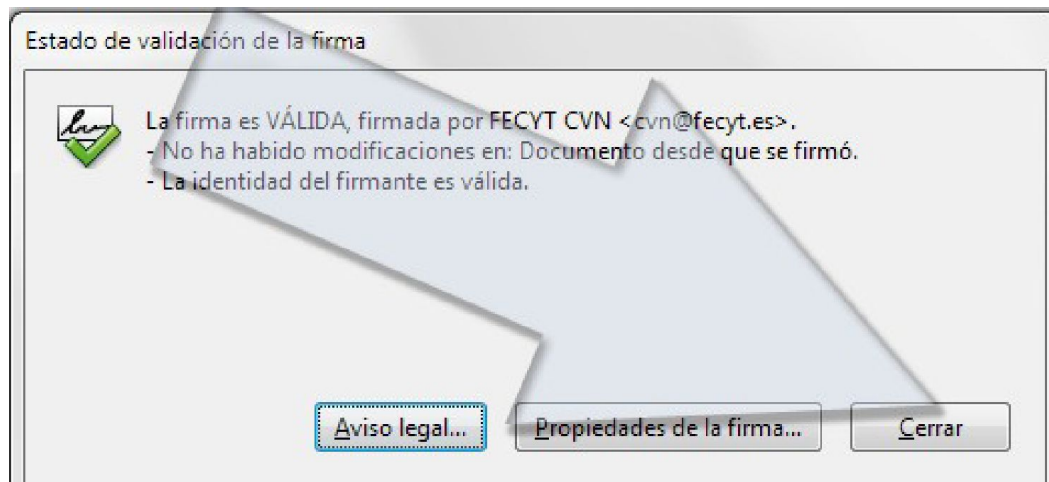 Estado de validación de la firma
La firma es VÁLIDA, firmada por FECYT CVN <cvn@fecyt.es>.
- No ha habido modificaciones en: Documento desde que se firmó.
- La identidad del firmante es válida.
Aviso legal... Propiedades de la firma... Cerrar